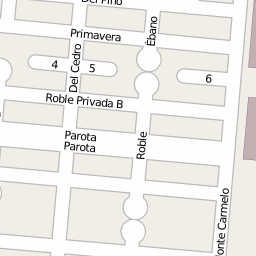 Del Pino
Primavera
Ébano
Del Cedro
4
5
6
Roble Privada B
Roble
Parota
Parota
Monte Carmelo